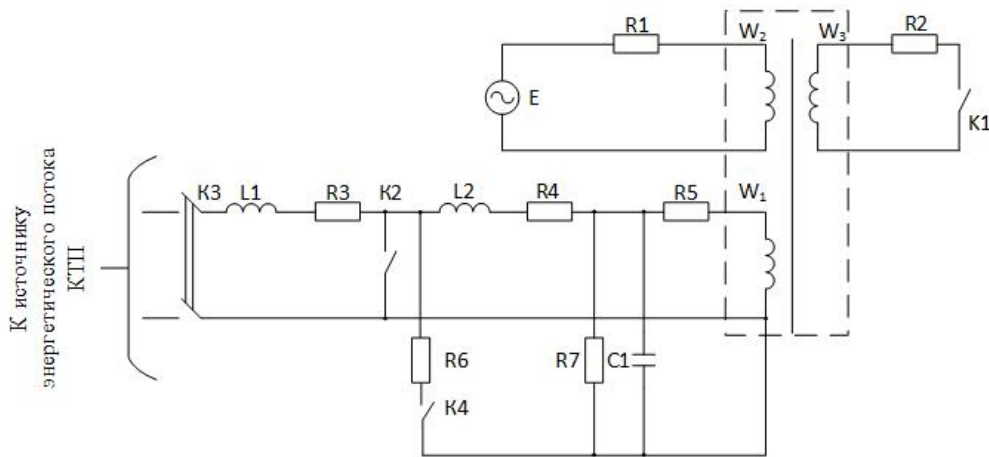 К источнику
энергетического потока
КТП
R1
W2
W3
R2
E
K1
K3
L1
R3
K2
L2
R4
R5
W1
R6
R7
C1
K4